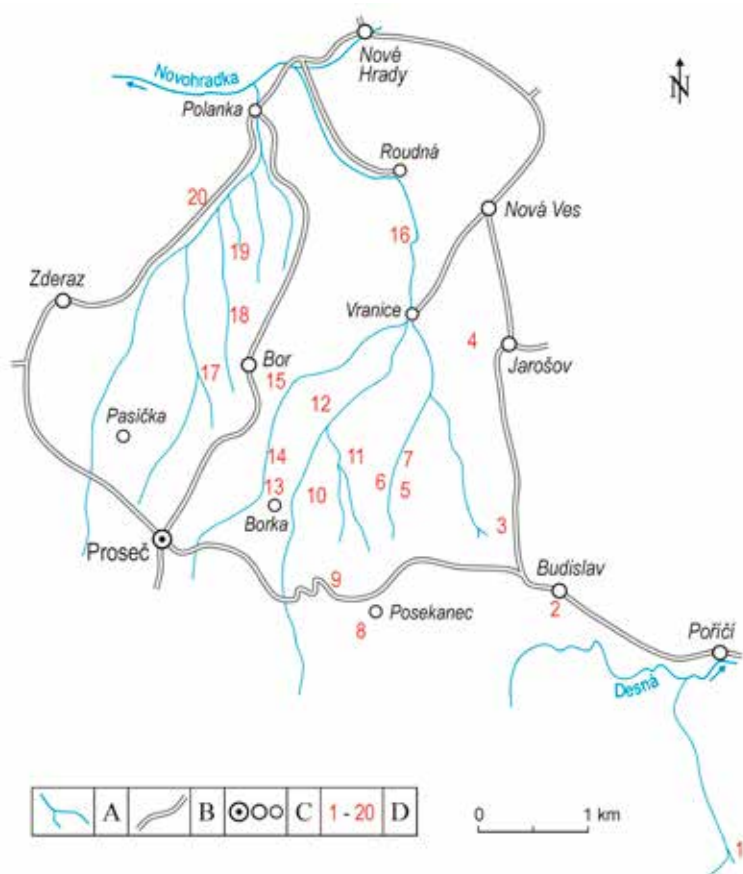 Nové
Hrady
N
Novohradka
Polanka
Roudná
20
Nová Ves
16
19
Zderaz
18
Vranice
4
Jarošov
Bor
17
15
12
Pasička
14
11
7
13
10
6
5
Borka
3
Proseč
9
Budislav
2
8
Posekanec
Poříčí
Desná
A
B
C
1 - 20
D
0
1 km
1